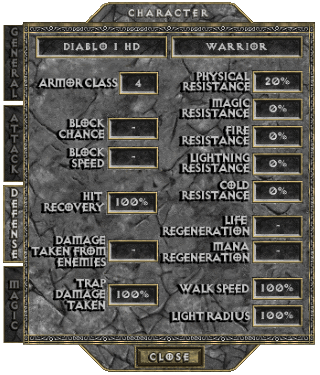 CHARACTER
DIABLO 1 HD
WARRIOR
GENERAL
ATTACK
DEFENSE
MAGIC
ARMOR CLASS 4
BLOCK
CHANCE -
BLOCK
SPEED -
HIT
RECOVERY 100%
DAMAGE
TAKEN FROM
ENEMIES -
TRAP
DAMAGE
TAKEN 100%
PHYSICAL
RESISTANCE 20%
MAGIC
RESISTANCE 0%
FIRE
RESISTANCE 0%
LIGHTNING
RESISTANCE 0%
COLD
RESISTANCE 0%
LIFE
REGENERATION -
MANA
REGENERATION -
WALK SPEED 100%
LIGHT RADIUS 100%
CLOSE